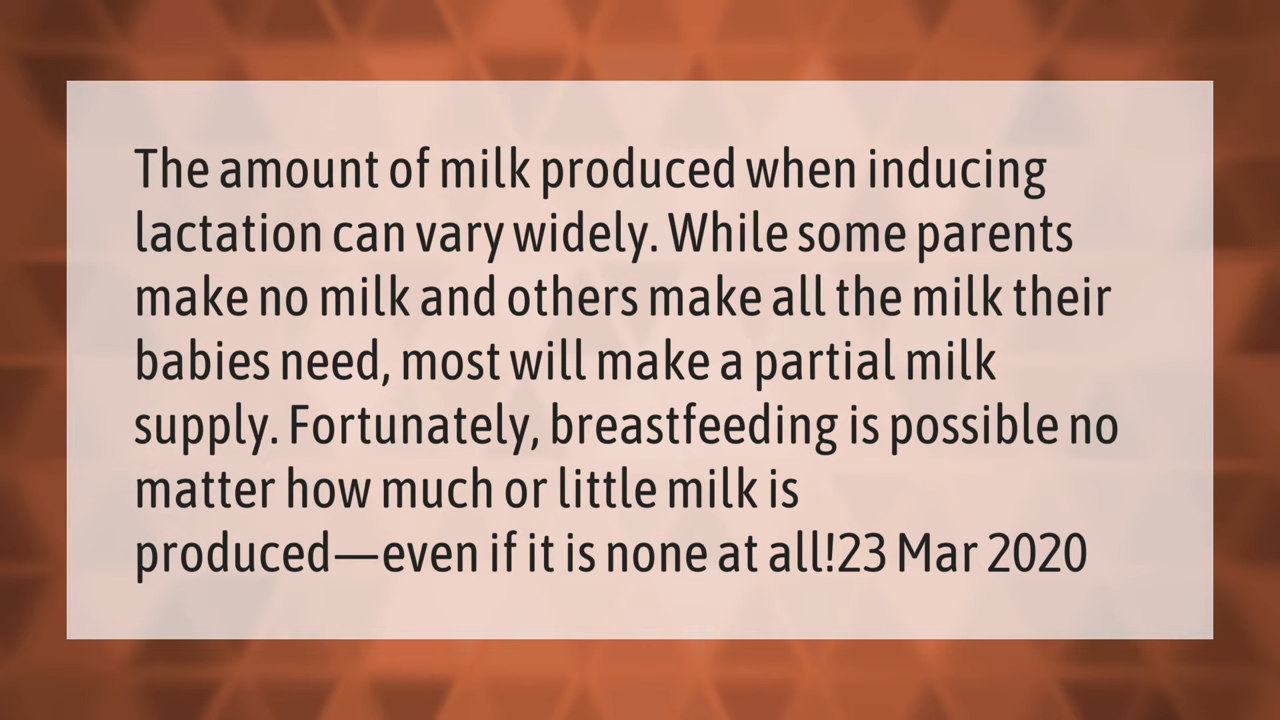 The amount of milk produced when inducing
lactation can vary widely. While some parents
make no milk and others make all the milk their
babies need, most will make a partial milk
supply. Fortunately, breastfeeding is possible no
matter how much or little milk is
produced—even if it is none at all!23 Mar 2020